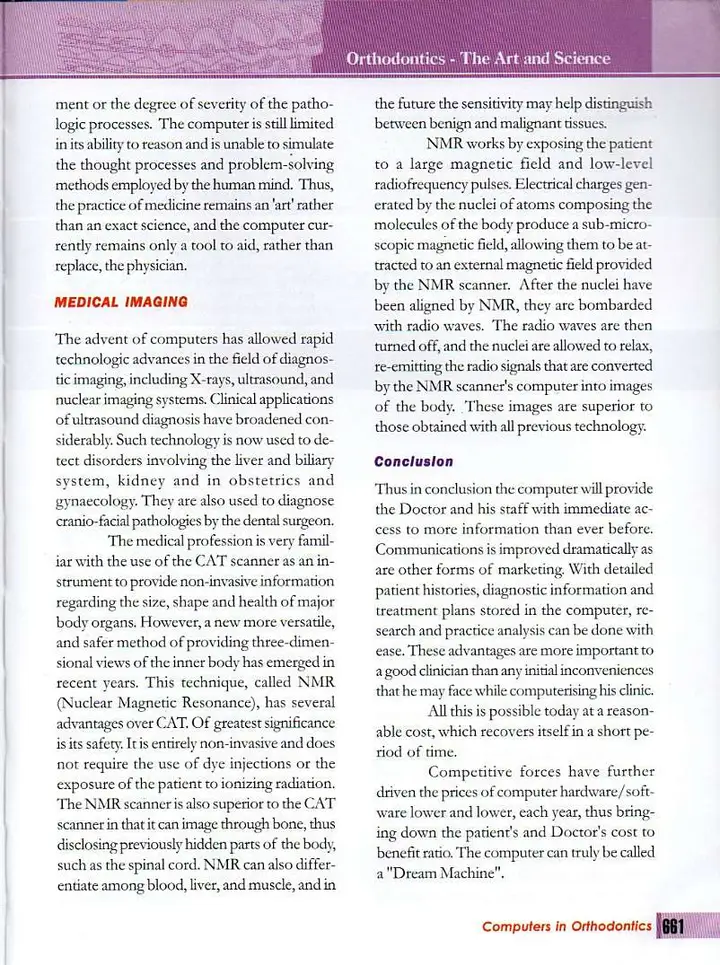 Orthodontics - The Art and Science
ment or the degree of severity of the patho-
logic processes. The computer is still limited
in its ability to reason and is unable to simulate
the thought processes and problem-solving
methods employed by the human mind. Thus,
the practice of medicine remains an 'art' rather
than an exact science, and the computer cur-
rently remains only a tool to aid, rather than
replace, the physician.
MEDICAL IMAGING
The advent of computers has allowed rapid
technologic advances in the field of diagnos-
tic imaging, including X-rays, ultrasound, and
nuclear imaging systems. Clinical applications
of ultrasound diagnosis have broadened con-
siderably. Such technology is now used to de-
tect disorders involving the liver and biliary
system, kidney and in obstetrics and
gynaecology. They are also used to diagnose
cranio-facial pathologies by the dental surgeon.
The medical profession is very famil-
iar with the use of the CAT scanner as an in-
strument to provide non-invasive information
regarding the size, shape and health of major
body organs. However, a new more versatile,
and safer method of providing three-dimen-
sional views of the inner body has emerged in
recent years. This technique, called NMR
(Nuclear Magnetic Resonance), has several
advantages over CAT. Of greatest significance
is its safety. It is entirely non-invasive and does
not require the use of dye injections or the
exposure of the patient to ionizing radiation.
The NMR scanner is also superior to the CAT
scanner in that it can image through bone, thus
disclosing previously hidden parts of the body,
such as the spinal cord. NMR can also differ-
entiate among blood, liver, and muscle, and in
the future the sensitivity may help distinguish
between benign and malignant tissues.
NMR works by exposing the patient
to a large magnetic field and low-level
radiofrequency pulses. Electrical charges gen-
erated by the nuclei of atoms composing the
molecules of the body produce a sub-micro-
scopic magnetic field, allowing them to be at-
tracted to an external magnetic field provided
by the NMR scanner. After the nuclei have
been aligned by NMR, they are bombarded
with radio waves. The radio waves are then
turned off, and the nuclei are allowed to relax,
re-emitting the radio signals that are converted
by the NMR scanner's computer into images
of the body. These images are superior to
those obtained with all previous technology.
Conclusion
Thus in conclusion the computer will provide
the Doctor and his staff with immediate ac-
cess to more information than ever before.
Communications is improved dramatically as
are other forms of marketing. With detailed
patient histories, diagnostic information and
treatment plans stored in the computer, re-
search and practice analysis can be done with
ease. These advantages are more important to
a good clinician than any initial inconveniences
that he may face while computerising his clinic.
All this is possible today at a reason-
able cost, which recovers itself in a short pe-
riod of time.
Competitive forces have further
driven the prices of computer hardware/soft-
ware lower and lower, each year, thus bring-
ing down the patient's and Doctor's cost to
benefit ratio. The computer can truly be called
a "Dream Machine".
Computers in Orthodontics 661